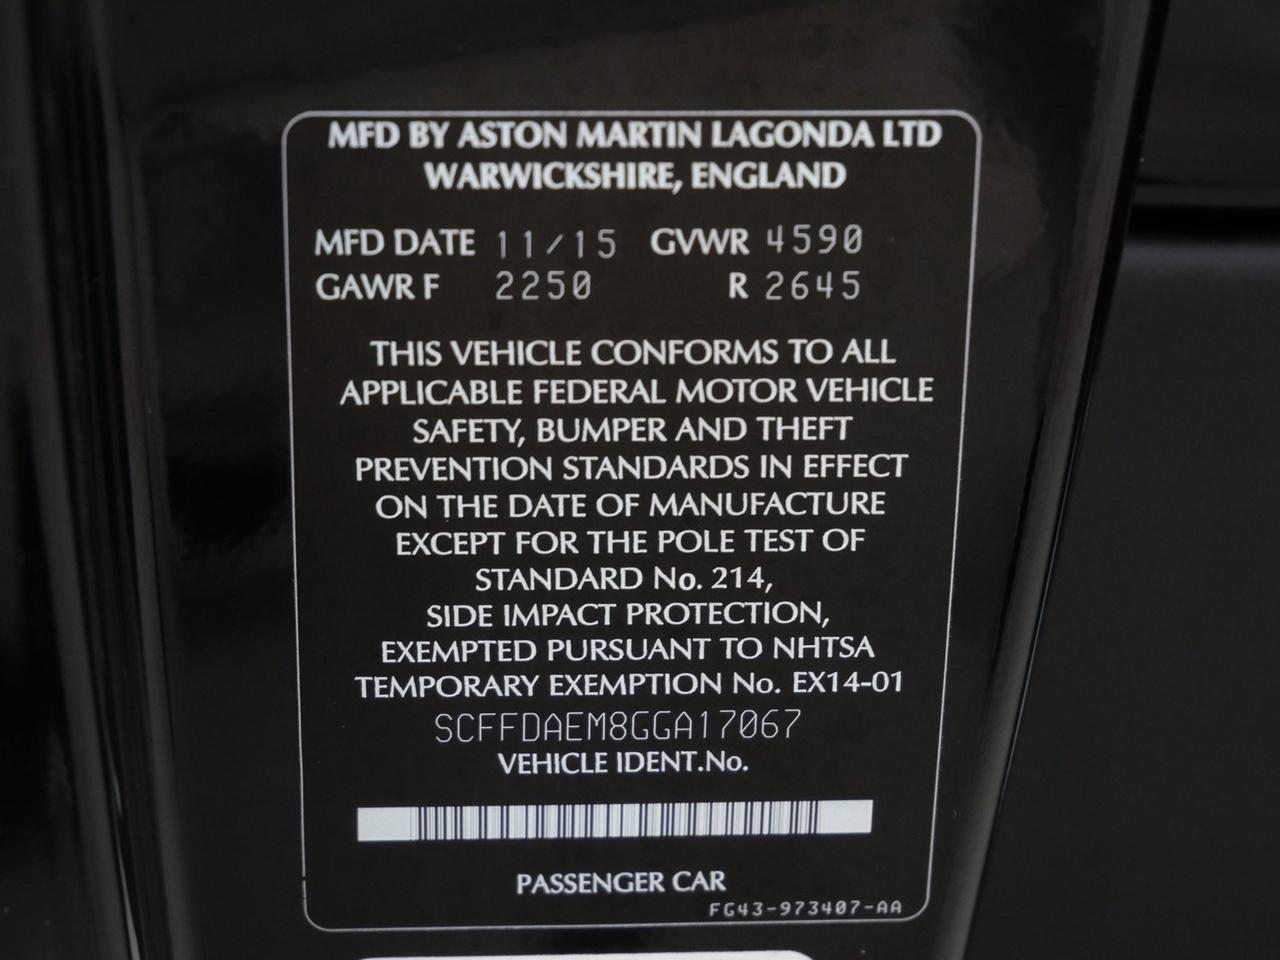 MFD BY ASTON MARTIN LAGONDA LTD
WARWICKSHIRE, ENGLAND
MFD DATE 11/15 GVWR 4590
GAWR F 2250 R 2645
THIS VEHICLE CONFORMS TO ALL
APPLICABLE FEDERAL MOTOR VEHICLE
SAFETY, BUMPER AND THEFT
PREVENTION STANDARDS IN EFFECT
ON THE DATE OF MANUFACTURE
EXCEPT FOR THE POLE TEST OF
STANDARD No. 214,
SIDE IMPACT PROTECTION,
EXEMPTED PURSUANT TO NHTSA
TEMPORARY EXEMPTION No. EX14-01
SCFFDAEM8GGA17067
VEHICLE IDENT.No.
PASSENGER CAR
FG43-973407-AA